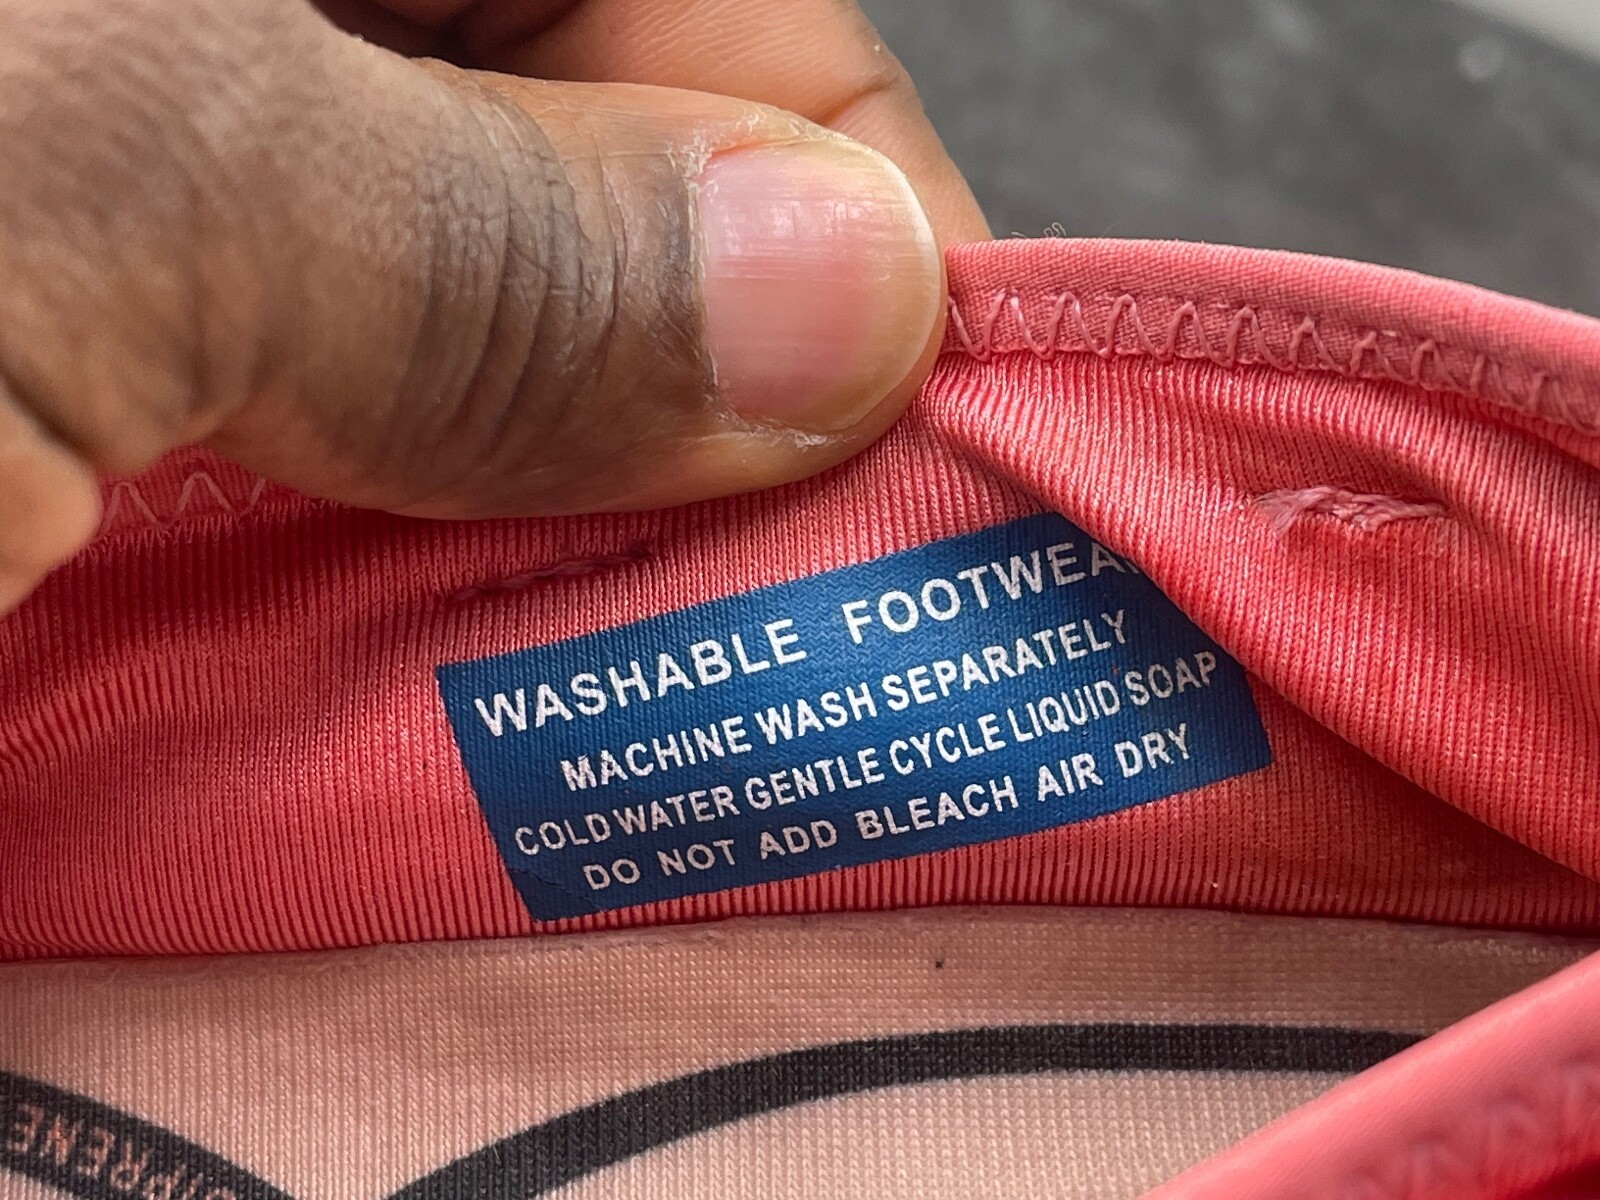 WASHABLE FOOTWEA
MACHINE WASH SEPARATELY
COLD WATER GENTLE CYCLE LIQUID SOAP
DO NOT ADD BLEACH AIR DRY